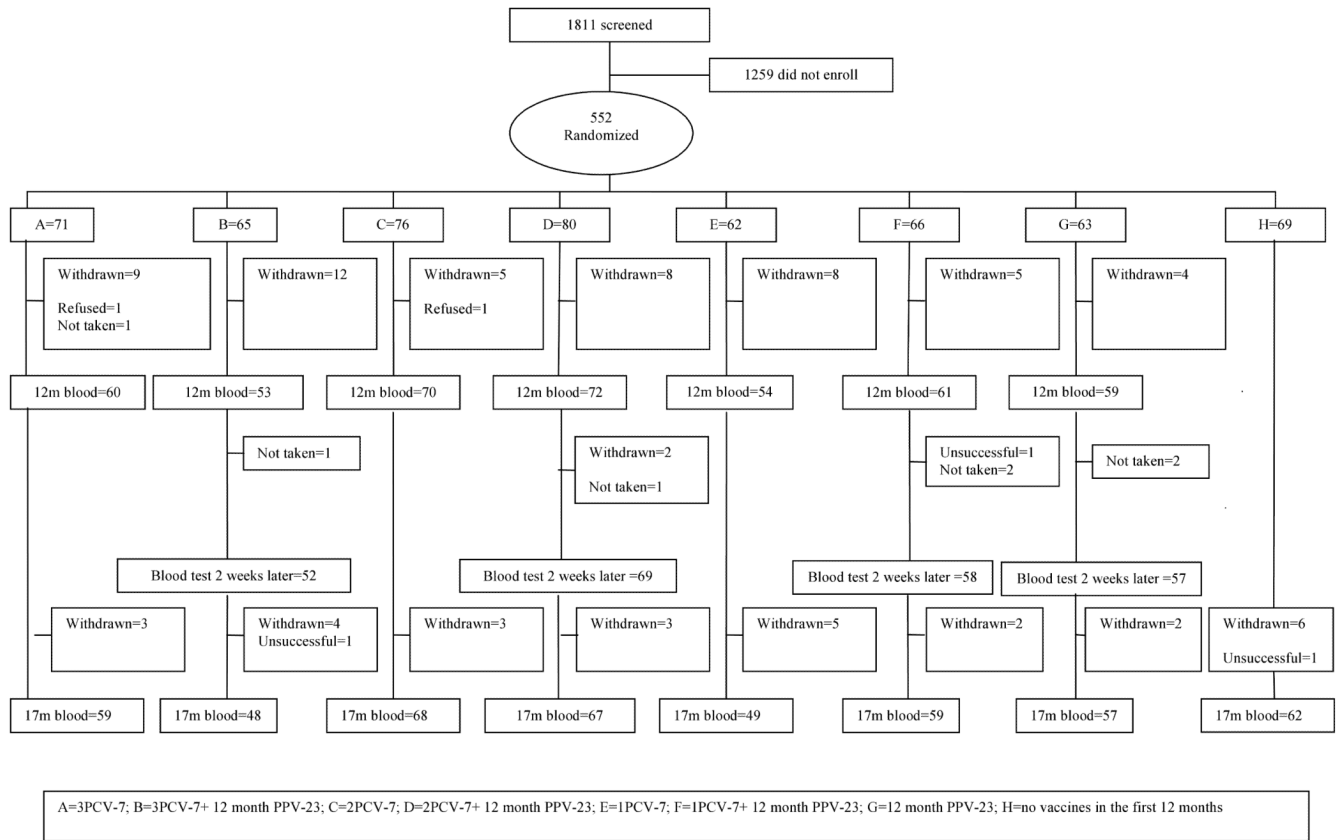 1811 screened
1259 did not enroll
552
Randomized
A=71
B=65
C=76
D=80
E=62
F=66
G=63
H=69
Withdrawn=9
Refused=1
Not taken=1
Withdrawn=12
Withdrawn=5
Refused=1
Withdrawn=8
Withdrawn=8
Withdrawn=5
Withdrawn=4
12m blood=60
12m blood=53
12m blood=70
12m blood=72
12m blood=54
12m blood=61
12m blood=59
Not taken=1
Withdrawn=2
Not taken=1
Unsuccessful=1
Not taken=2
Not taken=2
Blood test 2 weeks later=52
Blood test 2 weeks later =69
Blood test 2 weeks later =58
Blood test 2 weeks later =57
Withdrawn=3
Withdrawn=4
Unsuccessful=1
Withdrawn=3
Withdrawn=3
Withdrawn=5
Withdrawn=2
Withdrawn=2
Withdrawn=6
Unsuccessful=1
17m blood=59
17m blood=48
17m blood=68
17m blood=67
17m blood=49
17m blood=59
17m blood=57
17m blood=62
A=3PCV-7; B=3PCV-7+ 12 month PPV-23; C=2PCV-7; D=2PCV-7+ 12 month PPV-23; E=1PCV-7; F=1PCV-7+ 12 month PPV-23; G=12 month PPV-23; H=no vaccines in the first 12 months